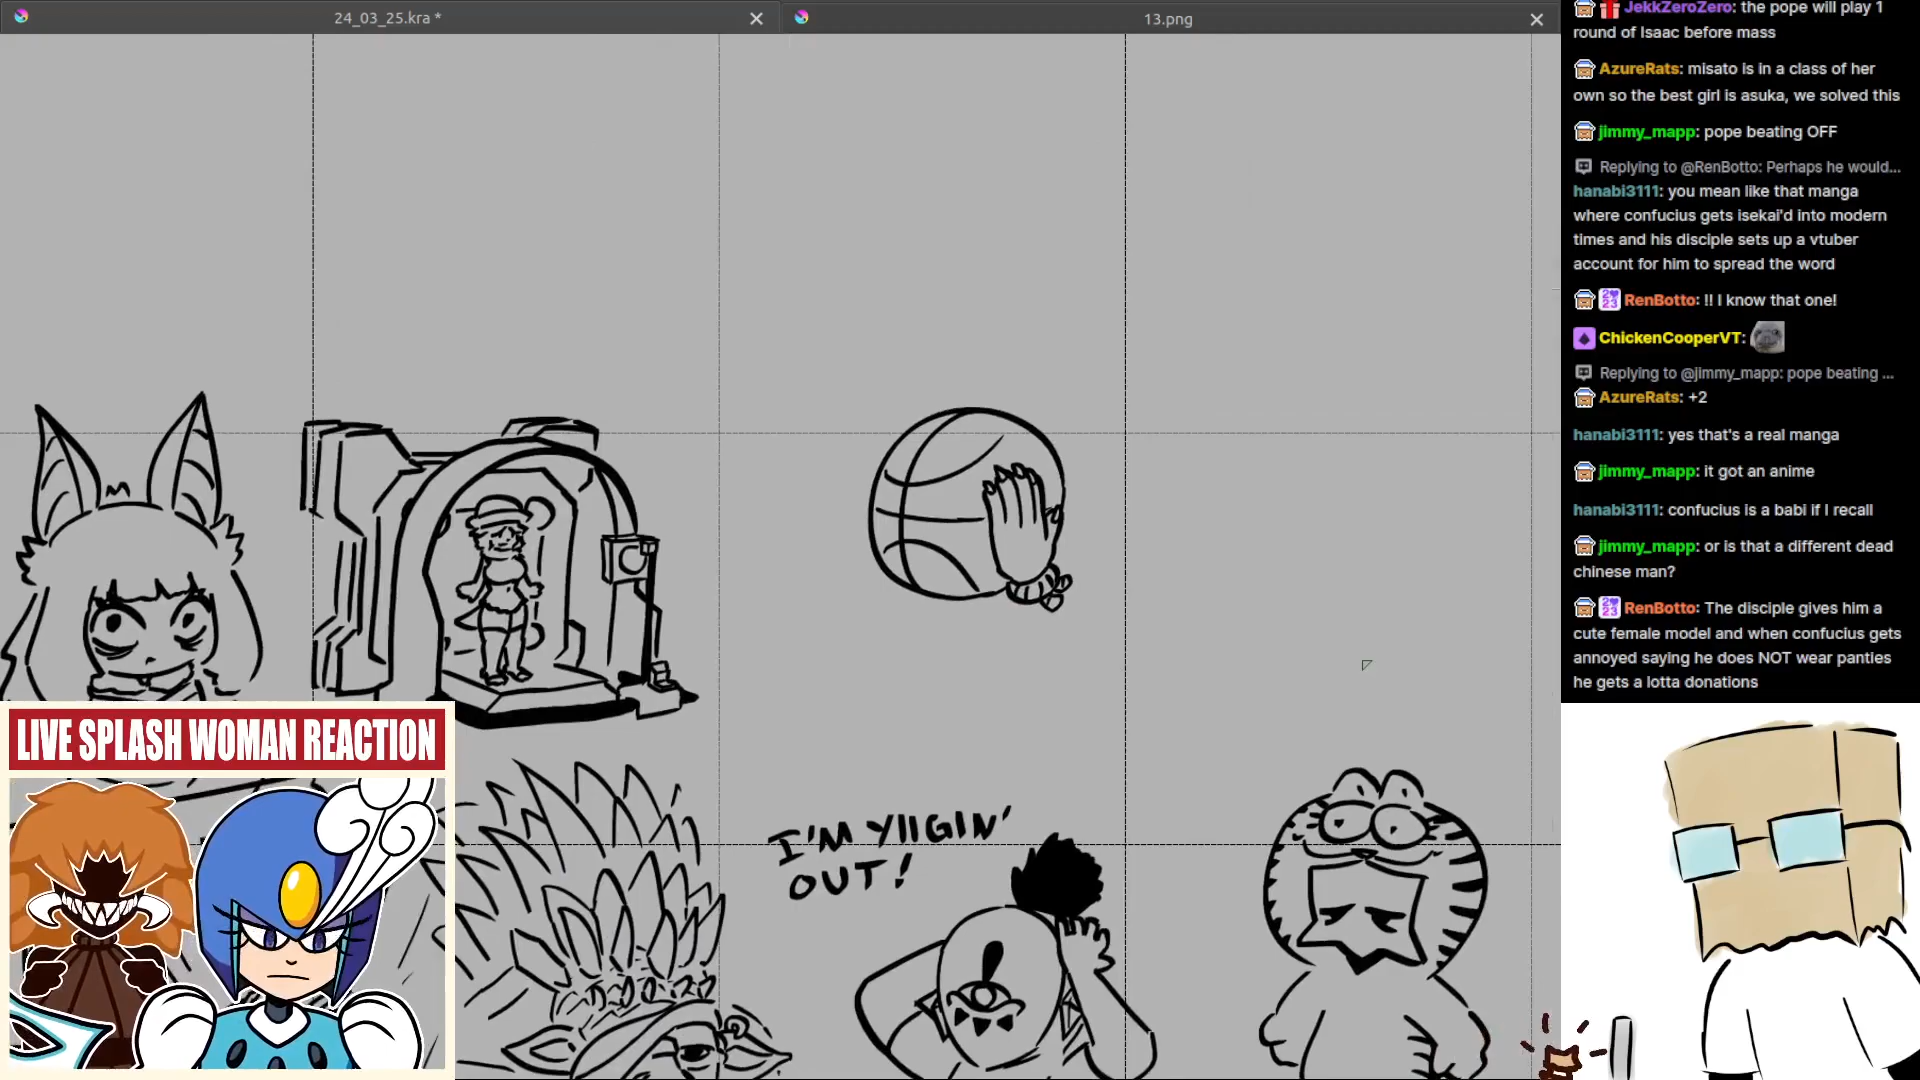 24_03_25.kra *
13.png
JekkZeroZero: the pope will play 1
round of Isaac before mass
AzureRats: misato is in a class of her
own so the best girl is asuka, we solved this
jimmy_mapp: pope beating OFF
Replying to @RenBotto: Perhaps he would...
hanabi3111: you mean like that manga
where confucius gets isekai'd into modern
times and his disciple sets up a vtuber
account for him to spread the word
RenBotto: !! I know that one!
ChickenCooperVT:
Replying to @jimmy_mapp: pope beating ...
AzureRats: +2
hanabi3111: yes that's a real manga
jimmy_mapp: it got an anime
hanabi3111: confucius is a babi if I recall
jimmy_mapp: or is that a different dead
chinese man?
RenBotto: The disciple gives him a
cute female model and when confucius gets
annoyed saying he does NOT wear panties
he gets a lotta donations
LIVE SPLASH WOMAN REACTION
I'M YIIGIN'
OUT!